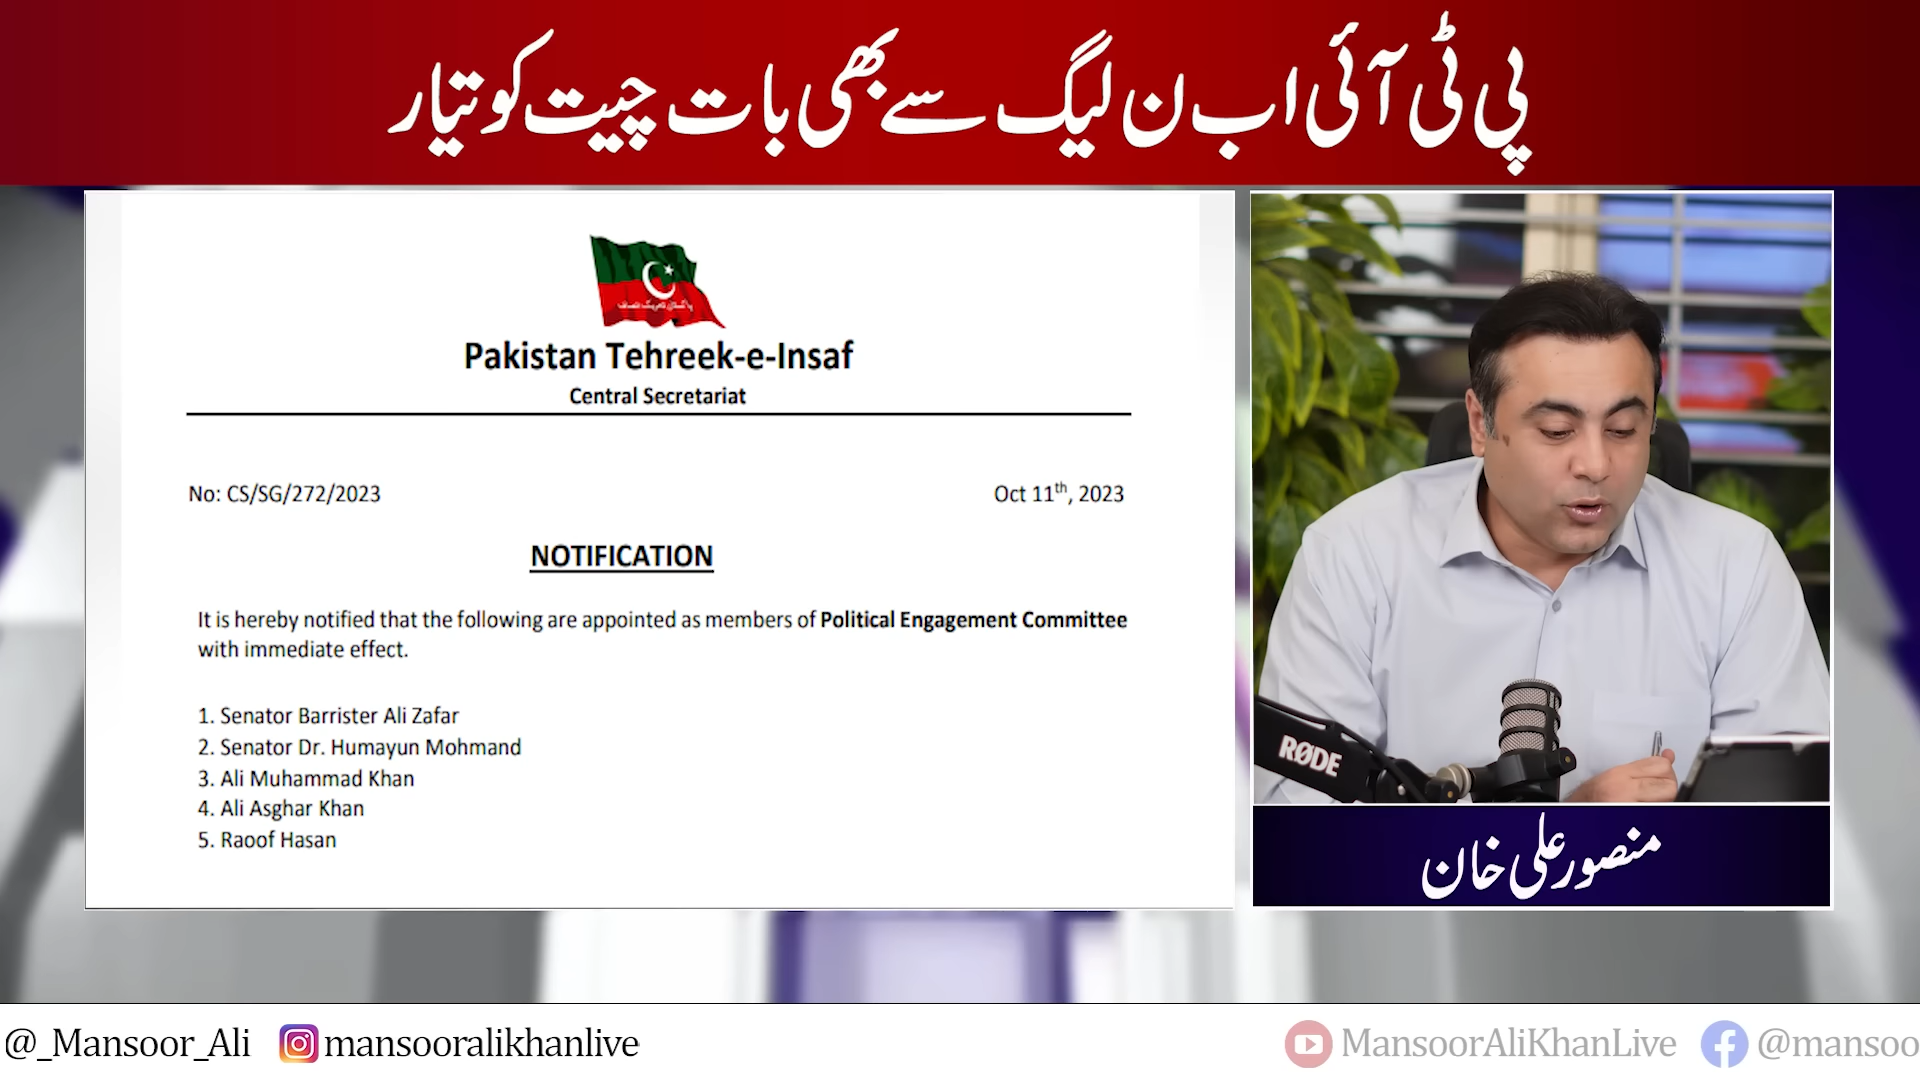 پی ٹی آئی اب ن لیگ سے بھی بات چیت کو تیار
Pakistan Tehreek-e-Insaf
Central Secretariat
No: CS/SG/272/2023
Oct 11th, 2023
NOTIFICATION
It is hereby notified that the following are appointed as members of Political Engagement Committee
with immediate effect.
1. Senator Barrister Ali Zafar
2. Senator Dr. Humayun Mohmand
3. Ali Muhammad Khan
4. Ali Asghar Khan
5. Raoof Hasan
RØDE
منصور علی خان
@_Mansoor_Ali mansooralikhanlive MansoorAliKhanLive @mansoo